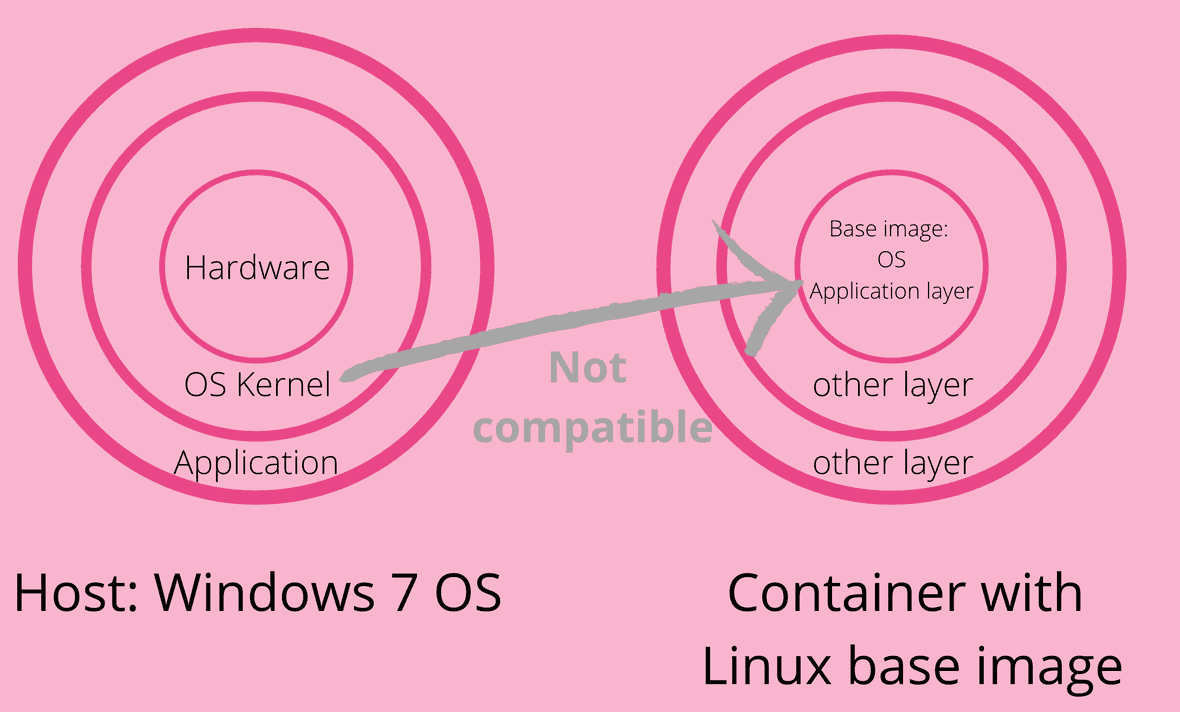 Hardware
OS Kernel
Application
Base image:
OS
Application layer
other layer
other layer
Not
compatible
Host: Windows 7 OS
Container with
Linux base image